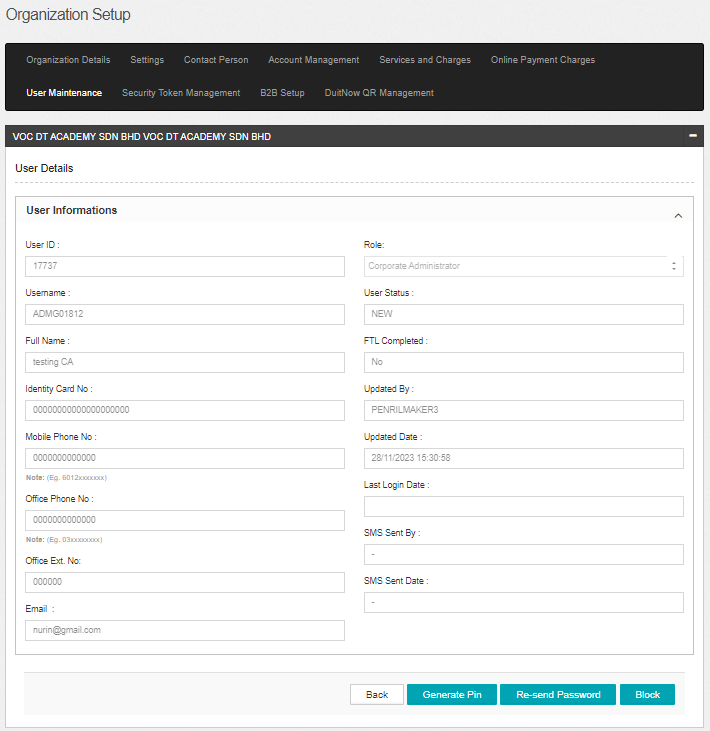 Organization Setup
Organization Details Settings Contact Person Account Management Services and Charges Online Payment Charges
User Maintenance Security Token Management B2B Setup DuitNow QR Management
VOC DT ACADEMY SDN BHD VOC DT ACADEMY SDN BHD
User Details
User Informations
User ID :
17737
Username :
ADMG01812
Full Name :
testing CA
Identity Card No :
00000000000000000000
Mobile Phone No :
0000000000000
Note: (Eg. 6012xxxxxxx)
Office Phone No :
0000000000000
Note: (Eg. 03xxxxxxxx)
Office Ext. No:
000000
Email :
nurin@gmail.com
Role:
Corporate Administrator
User Status :
NEW
FTL Completed :
No
Updated By :
PENRILMAKER3
Updated Date :
28/11/2023 15:30:58
Last Login Date :
SMS Sent By :
-
SMS Sent Date :
-
Back Generate Pin Re-send Password Block